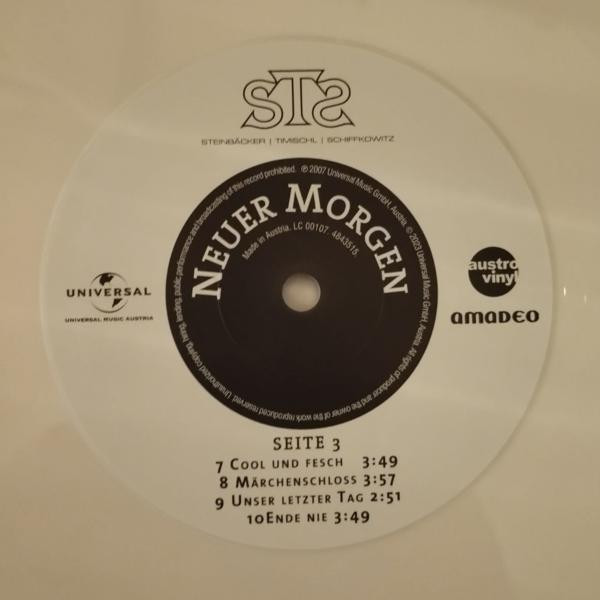 STS
STEINBÄCKER | TIMISCHL | SCHIFFKOWITZ
Unauthorized copying, hiring, lending, public performance and broadcasting of this record prohibited. ℗ 2007 Universal Music GmbH, Austria. © 2023 Universal Music GmbH, Austria. All rights of producer and the owner of the work reproduced reserved.
NEUER MORGEN
Made in Austria. LC 00107. 4843515.
UNIVERSAL
UNIVERSAL MUSIC AUSTRIA
austro
vinyl
amadeo
SEITE 3
7 COOL UND FESCH 3:49
8 MÄRCHENSCHLOSS 3:57
9 UNSER LETZTER TAG 2:51
10ENDE NIE 3:49